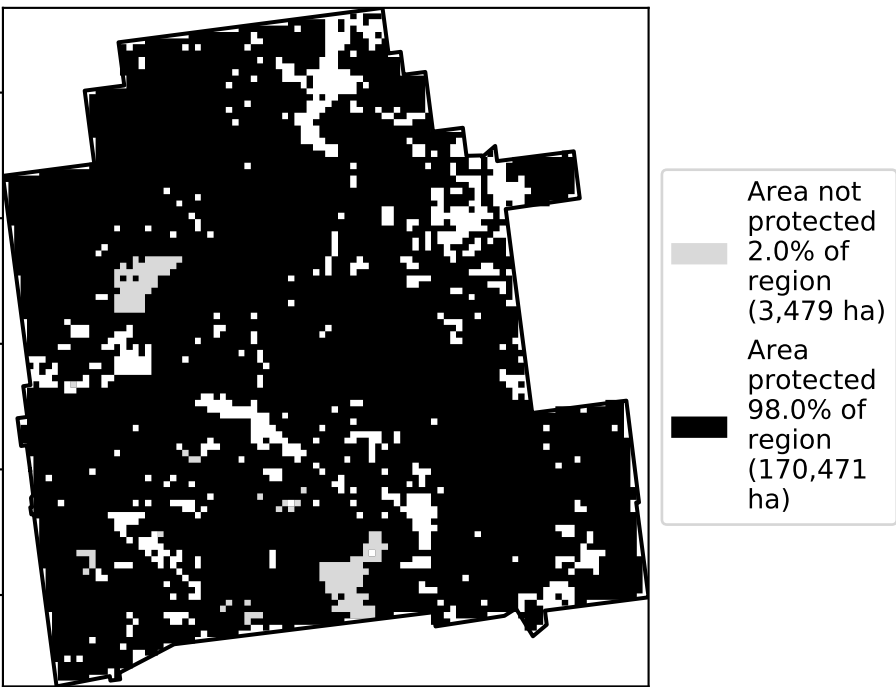 Area not
protected
2.0% of
region
(3,479 ha)
Area
protected
98.0% of
region
(170,471
ha)